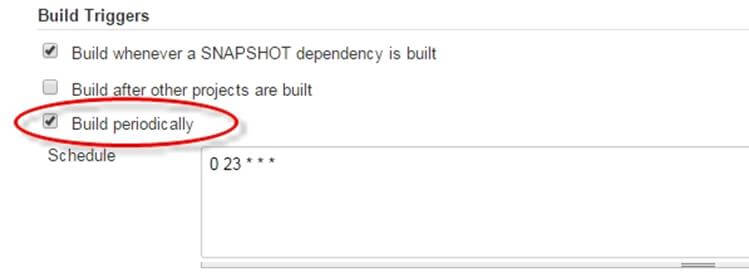 Build Triggers
Build whenever a SNAPSHOT dependency is built
Build after other projects are built
Build periodically
Schedule
0 23 * * *